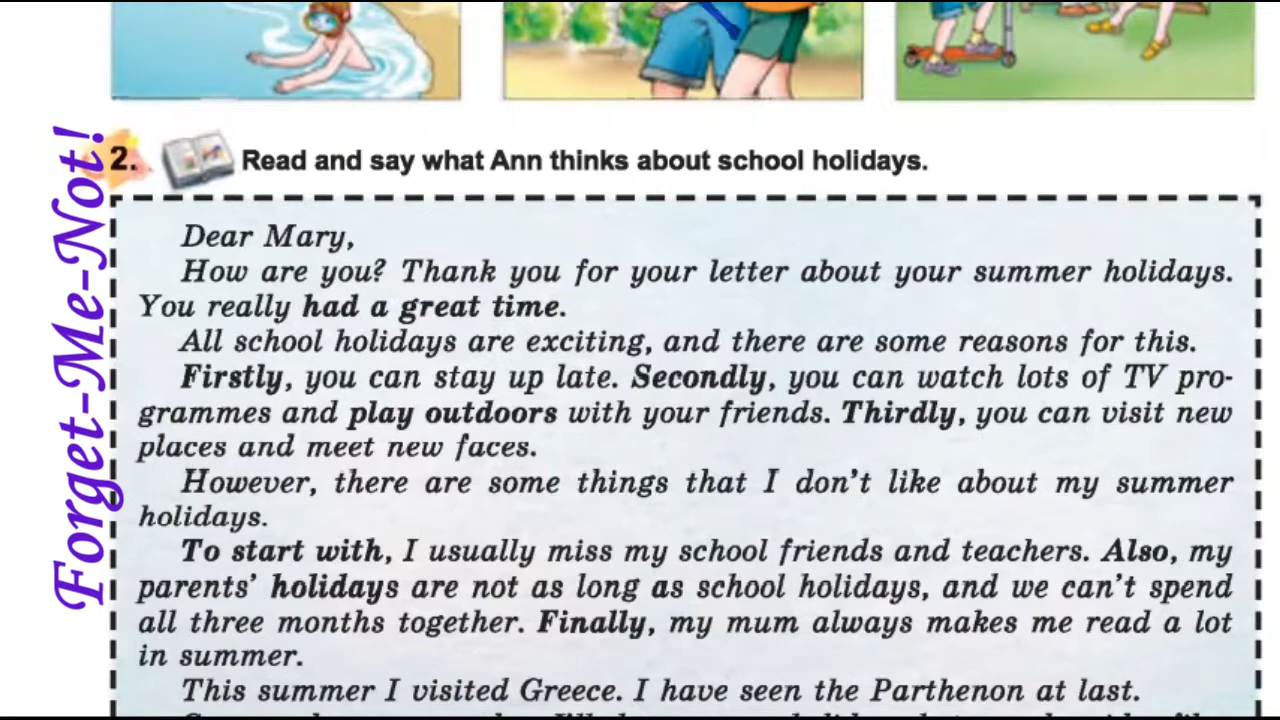 2. Read and say what Ann thinks about school holidays.
Dear Mary,
How are you? Thank you for your letter about your summer holidays.
You really had a great time.
All school holidays are exciting, and there are some reasons for this.
Firstly, you can stay up late. Secondly, you can watch lots of TV pro-
grammes and play outdoors with your friends. Thirdly, you can visit new
places and meet new faces.
However, there are some things that I don't like about my summer
holidays.
To start with, I usually miss my school friends and teachers. Also, my
parents' holidays are not as long as school holidays, and we can't spend
all three months together. Finally, my mum always makes me read a lot
in summer.
This summer I visited Greece. I have seen the Parthenon at last.
Forget-Me-Not!